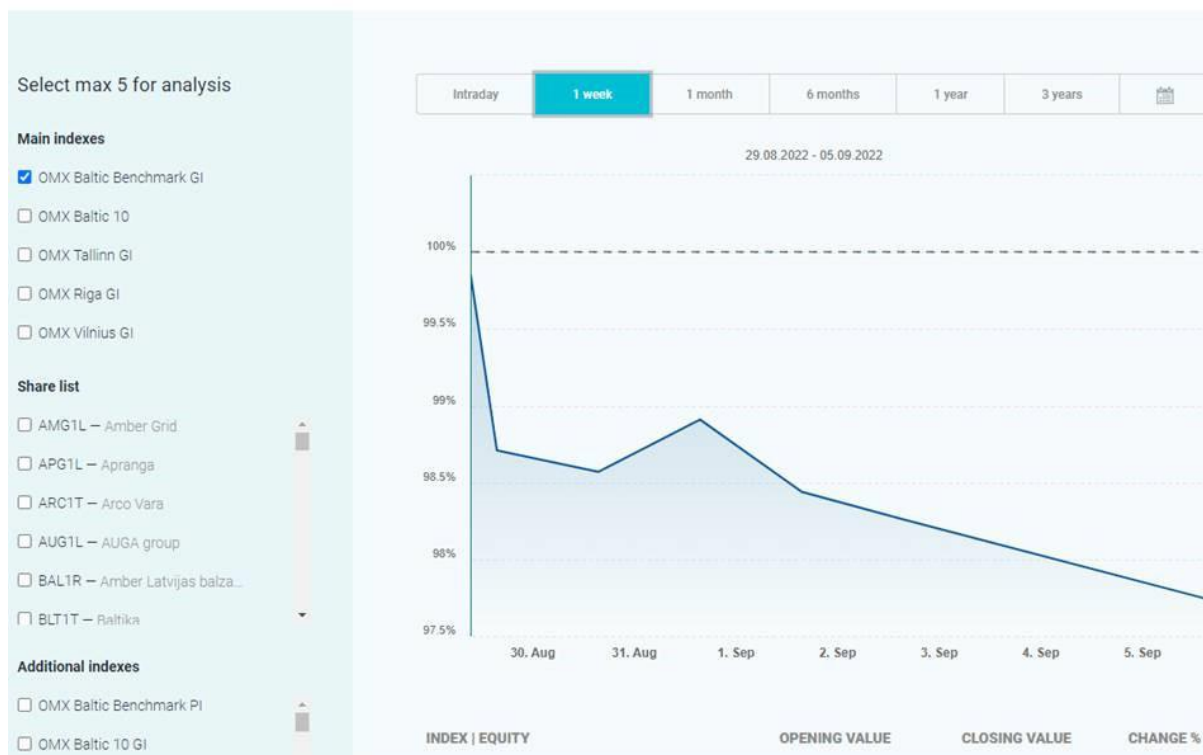 Select max 5 for analysis
Main indexes
OMX Baltic Benchmark GI
OMX Baltic 10
OMX Tallinn GI
OMX Riga GI
OMX Vilnius GI
Share list
AMG1L — Amber Grid
APG1L — Apranga
ARC1T — Arco Vara
AUG1L — AUGA group
BAL1R — Amber Latvijas balza...
BLT1T — Baltika
Additional indexes
OMX Baltic Benchmark PI
OMX Baltic 10 GI
Intraday 1 week 1 month 6 months 1 year 3 years
29.08.2022 - 05.09.2022
100%
99.5%
99%
98.5%
98%
97.5%
30. Aug 31. Aug 1. Sep 2. Sep 3. Sep 4. Sep 5. Sep
INDEX | EQUITY OPENING VALUE CLOSING VALUE CHANGE %